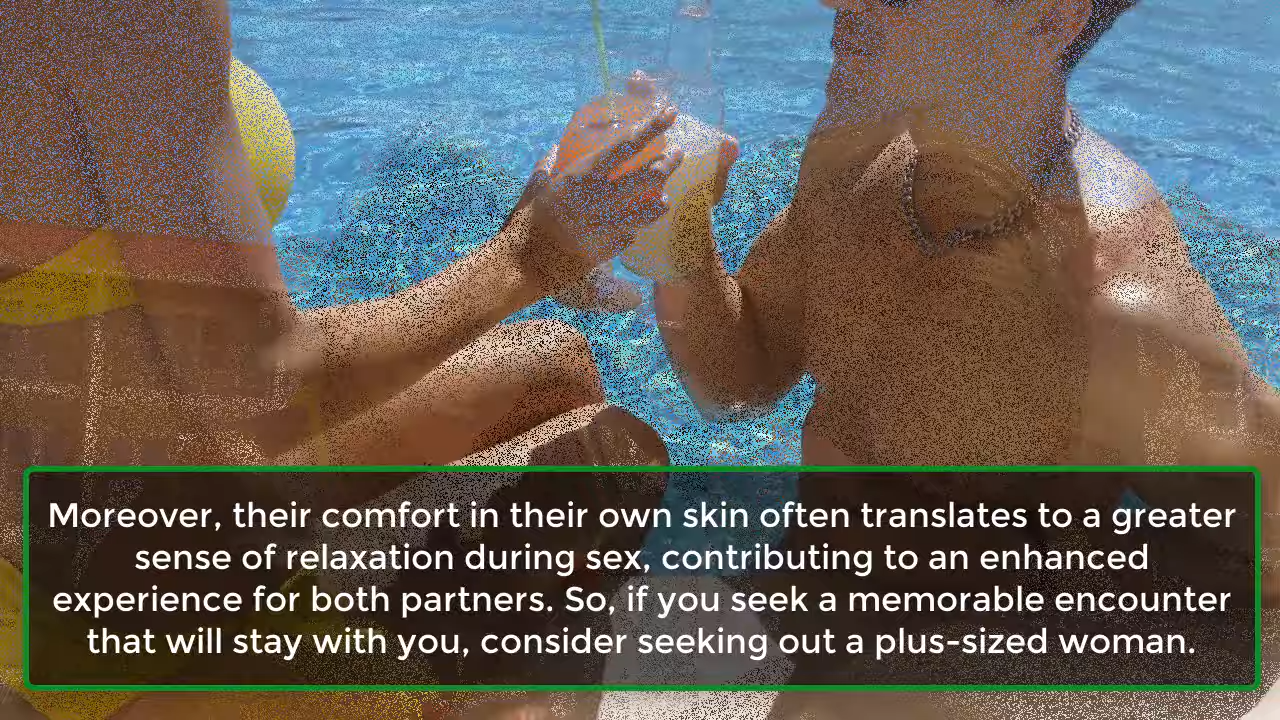 Moreover, their comfort in their own skin often translates to a greater
sense of relaxation during sex, contributing to an enhanced
experience for both partners. So, if you seek a memorable encounter
that will stay with you, consider seeking out a plus-sized woman.